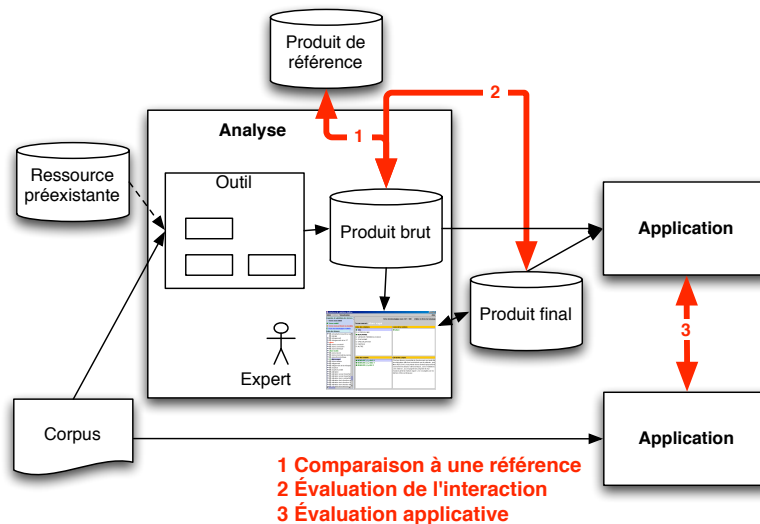 Produit de
référence
2
1
Analyse
Ressource
préexistante
Outil
Produit brut
Application
Produit final
3
Expert
Corpus
Application
1 Comparaison à une référence
2 Évaluation de l'interaction
3 Évaluation applicative